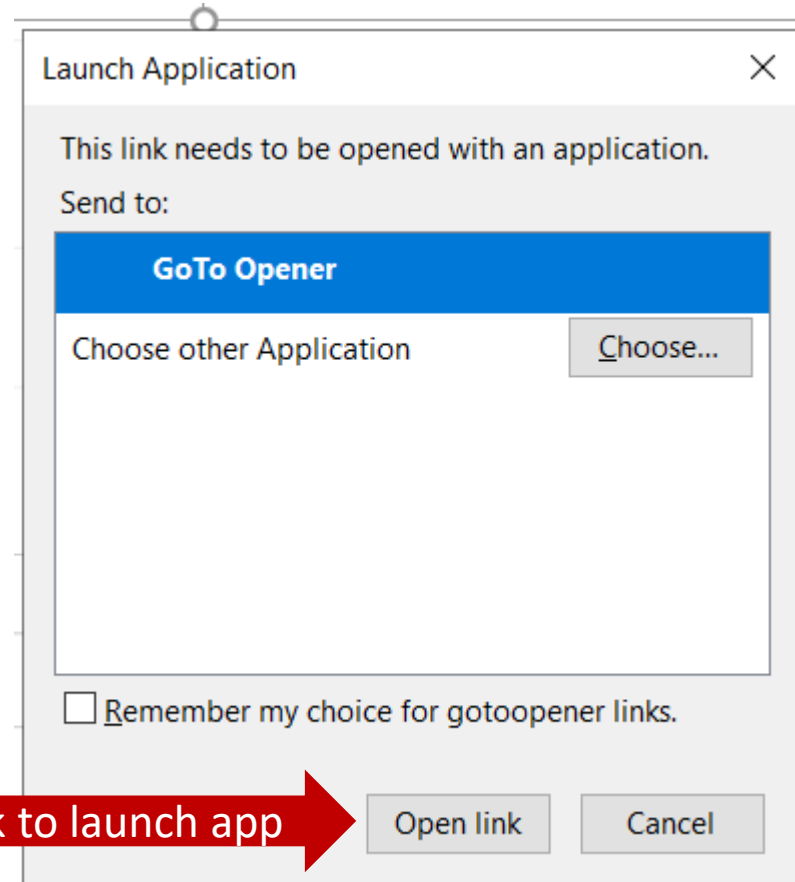 Launch Application
This link needs to be opened with an application.
Send to:
GoTo Opener
Choose other Application
Choose...
Remember my choice for gotoopener links.
to launch app
Open link
Cancel